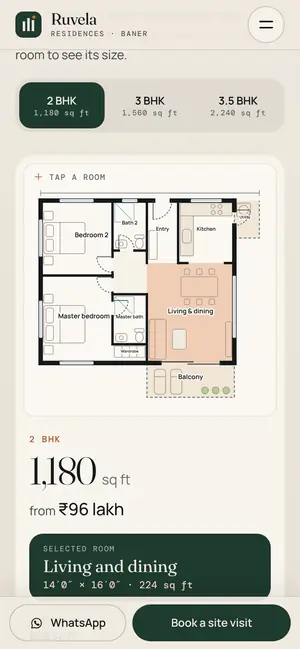 Ruvela
RESIDENCES · BANER
room to see its size.
2 BHK
1,180 sq ft
3 BHK
1,560 sq ft
3.5 BHK
2,240 sq ft
+ TAP A ROOM
Bedroom 2
Bath 2
Entry
Kitchen
Master bedroom
Master bath
Wardrobe
Living & dining
Balcony
2 BHK
1,180 sq ft
from ₹96 lakh
SELECTED ROOM
Living and dining
14′0″ × 16′0″ · 224 sq ft
WhatsApp
Book a site visit